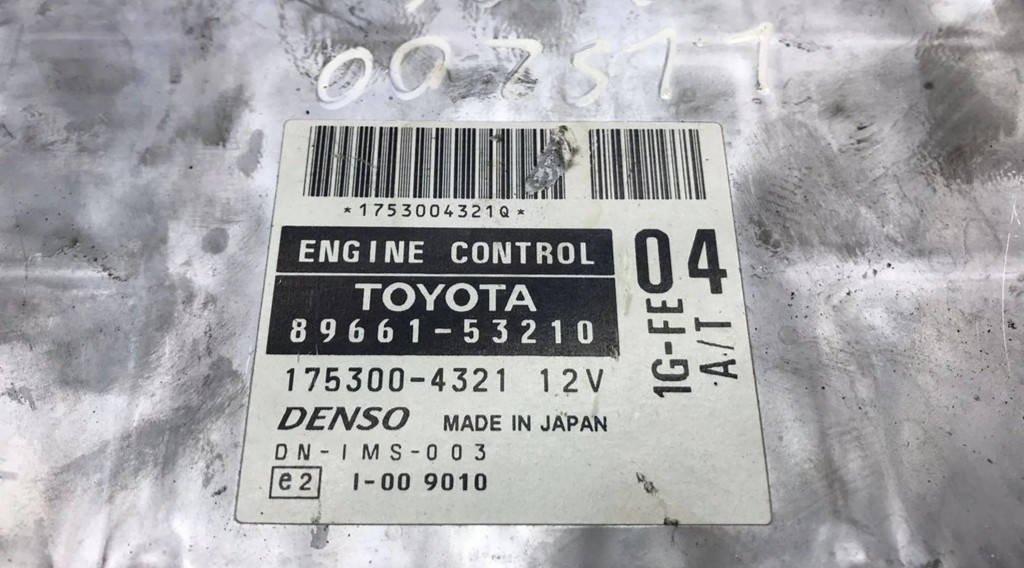 002511
*1753004321Q*
ENGINE CONTROL
TOYOTA
89661-53210
175300-4321 12V
DENSO MADE IN JAPAN
DN-IMS-003
e2 I-00 9010
04
1G-FE
A/T